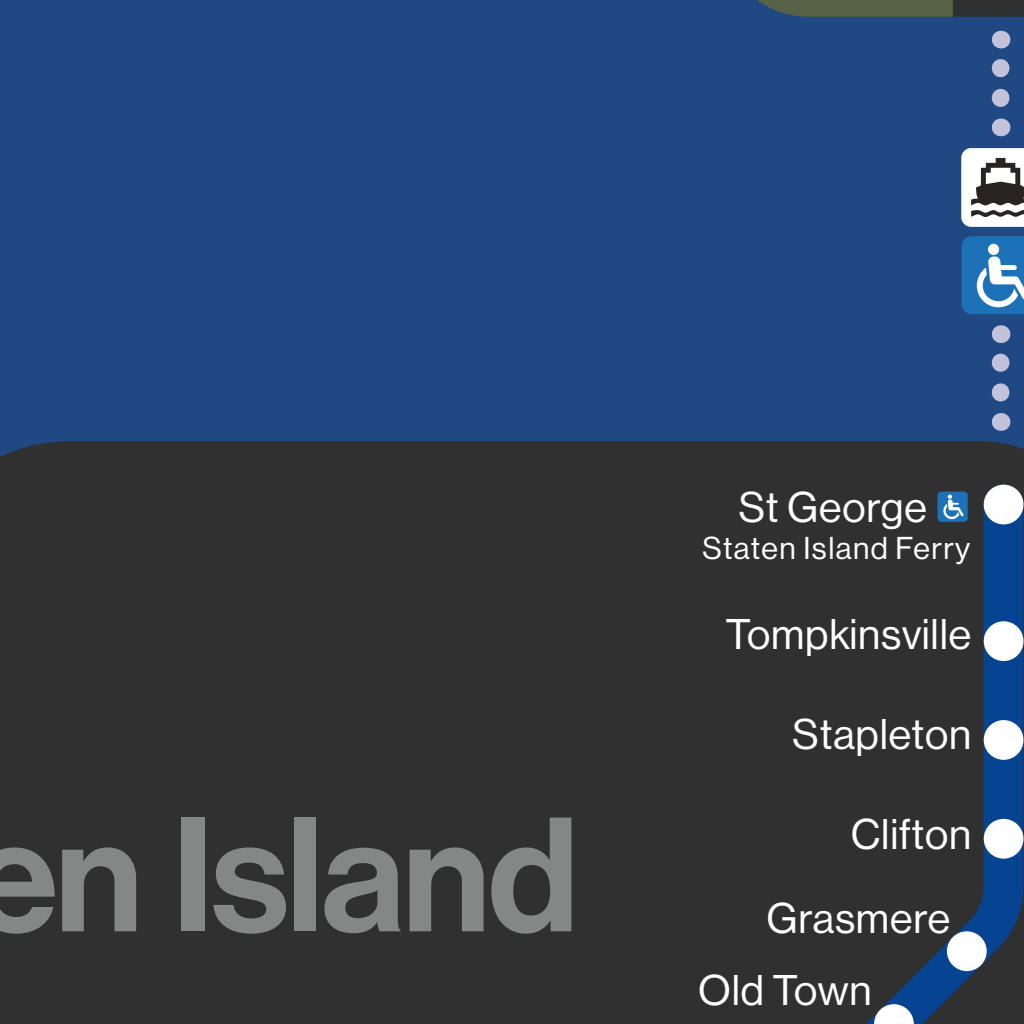 St George
Staten Island Ferry
Tompkinsville
Stapleton
Clifton
en Island
Grasmere
Old Town